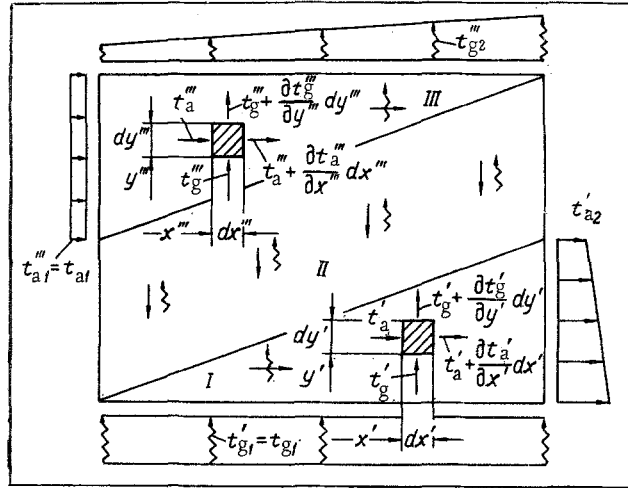 t'''g2
t'''a
t'''g + ∂t'''g/∂y''' dy'''
III
dy'''
t'''a + ∂t'''a/∂x''' dx'''
y'''
t'''g
t'a2
x'''
dx'''
t'''a1 = ta1
II
t'g + ∂t'g/∂y' dy'
t'a
dy'
t'a + ∂t'a/∂x' dx'
I
y'
t'g
t'g1 = tg1
x'
dx'